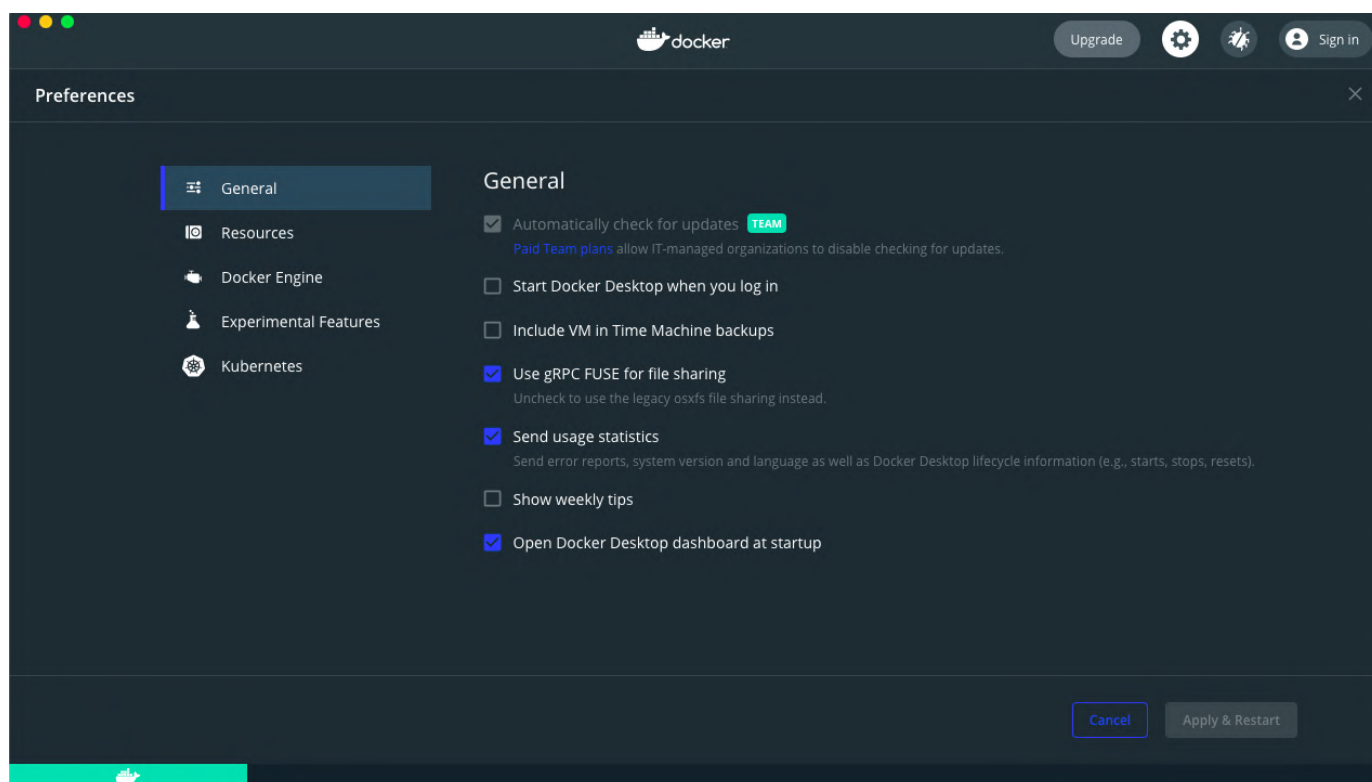 docker
Upgrade
Sign in
Preferences
General
Resources
Docker Engine
Experimental Features
Kubernetes
General
Automatically check for updates TEAM
Paid Team plans allow IT-managed organizations to disable checking for updates.
Start Docker Desktop when you log in
Include VM in Time Machine backups
Use gRPC FUSE for file sharing
Uncheck to use the legacy osxfs file sharing instead.
Send usage statistics
Send error reports, system version and language as well as Docker Desktop lifecycle information (e.g., starts, stops, resets).
Show weekly tips
Open Docker Desktop dashboard at startup
Cancel
Apply & Restart